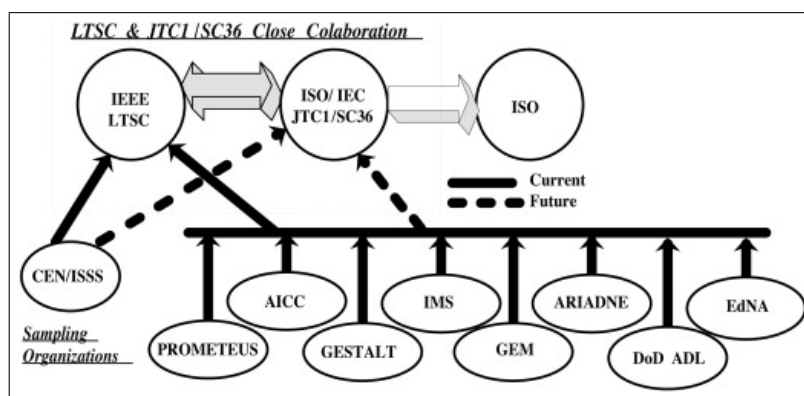 LTSC & JTC1 /SC36 Close Colaboration
IEEE
LTSC
ISO/ IEC
JTC1/SC36
ISO
Current
Future
CEN/ISSS
AICC
IMS
ARIADNE
EdNA
Sampling
Organizations
PROMETEUS
GESTALT
GEM
DoD ADL